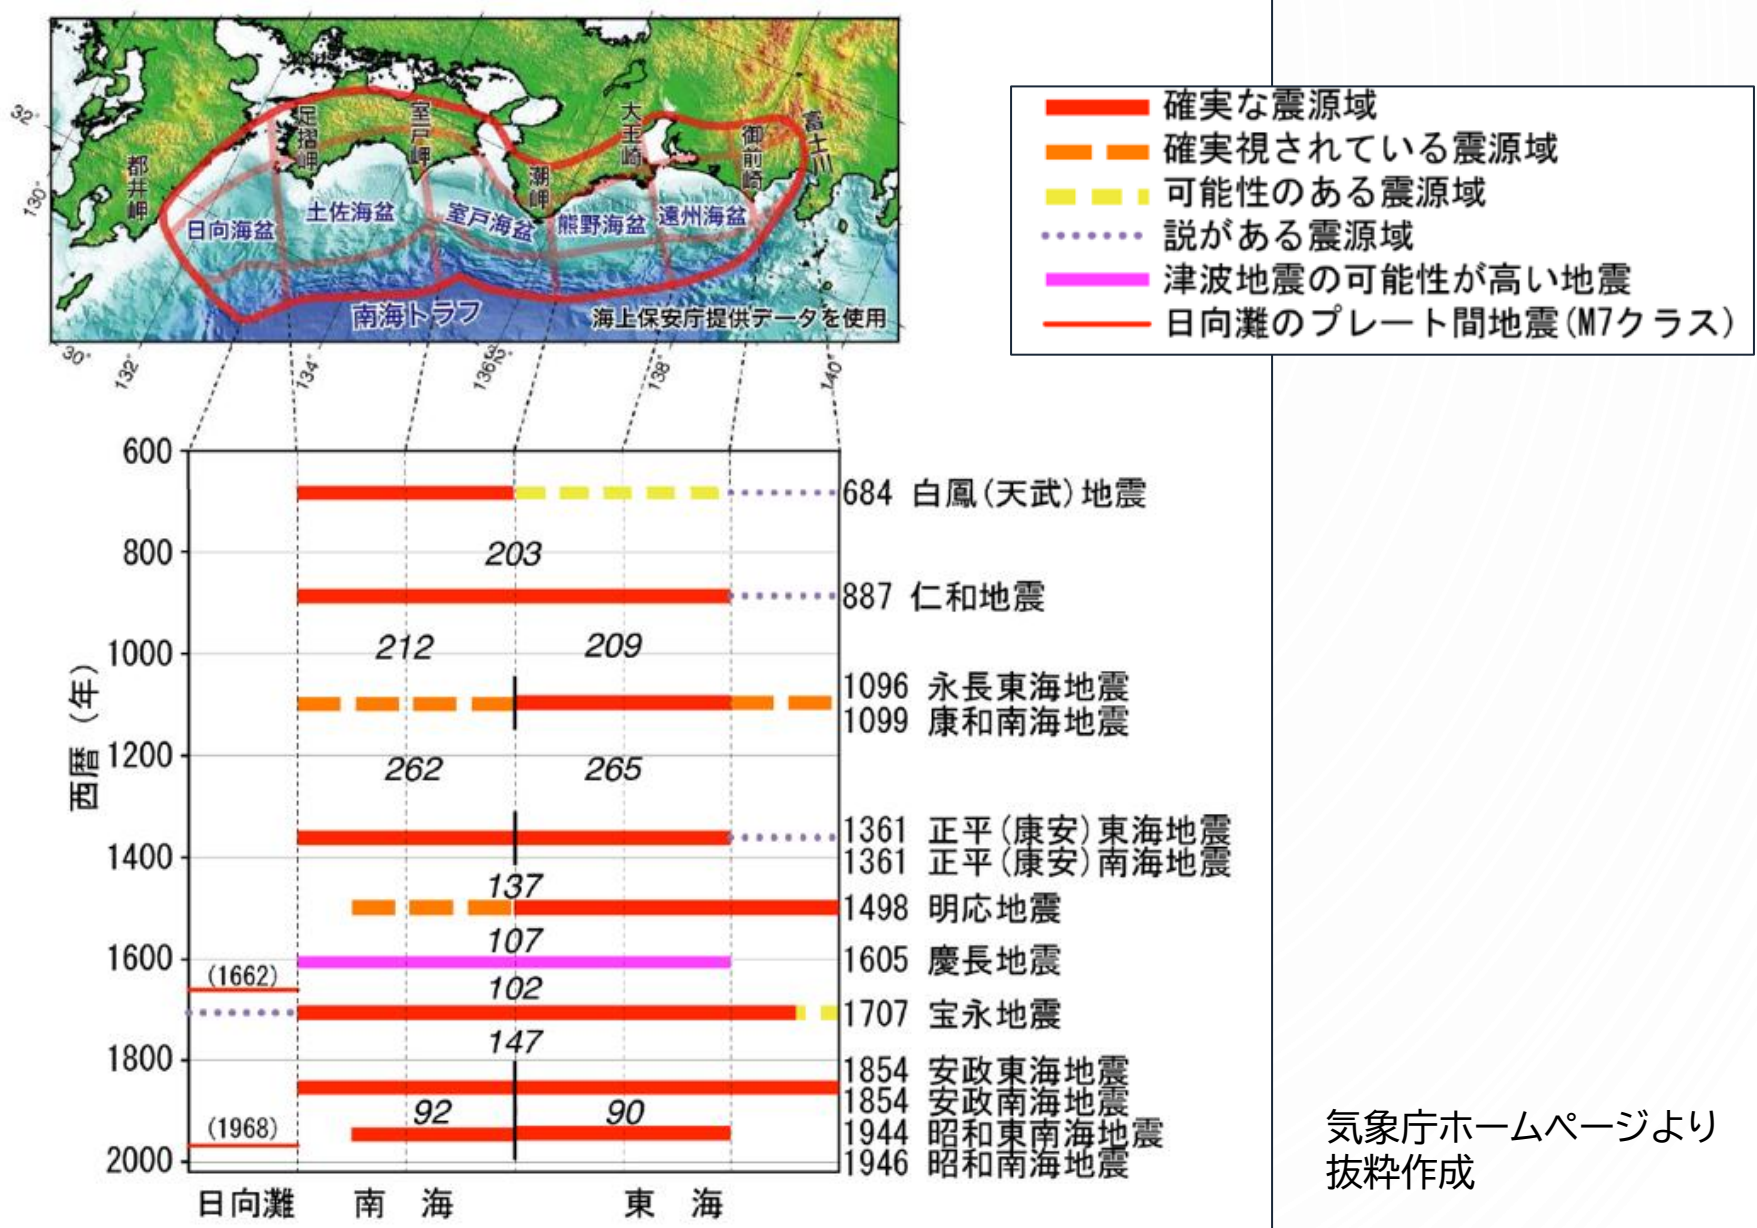 足摺岬
室戸岬
大王崎
御前崎
富士川
都井岬
潮岬
日向海盆
土佐海盆
室戸海盆
熊野海盆
遠州海盆
南海トラフ
海上保安庁提供データを使用
32°
130°
30°
132°
134°
136°
138°
140°
確実な震源域
確実視されている震源域
可能性のある震源域
説がある震源域
津波地震の可能性が高い地震
日向灘のプレート間地震(M7クラス)
西暦(年)
600
800
1000
1200
1400
1600
1800
2000
203
212
209
262
265
137
107
102
147
92
90
(1662)
(1968)
684 白鳳(天武)地震
887 仁和地震
1096 永長東海地震
1099 康和南海地震
1361 正平(康安)東海地震
1361 正平(康安)南海地震
1498 明応地震
1605 慶長地震
1707 宝永地震
1854 安政東海地震
1854 安政南海地震
1944 昭和東南海地震
1946 昭和南海地震
日向灘
南 海
東 海
気象庁ホームページより
抜粋作成